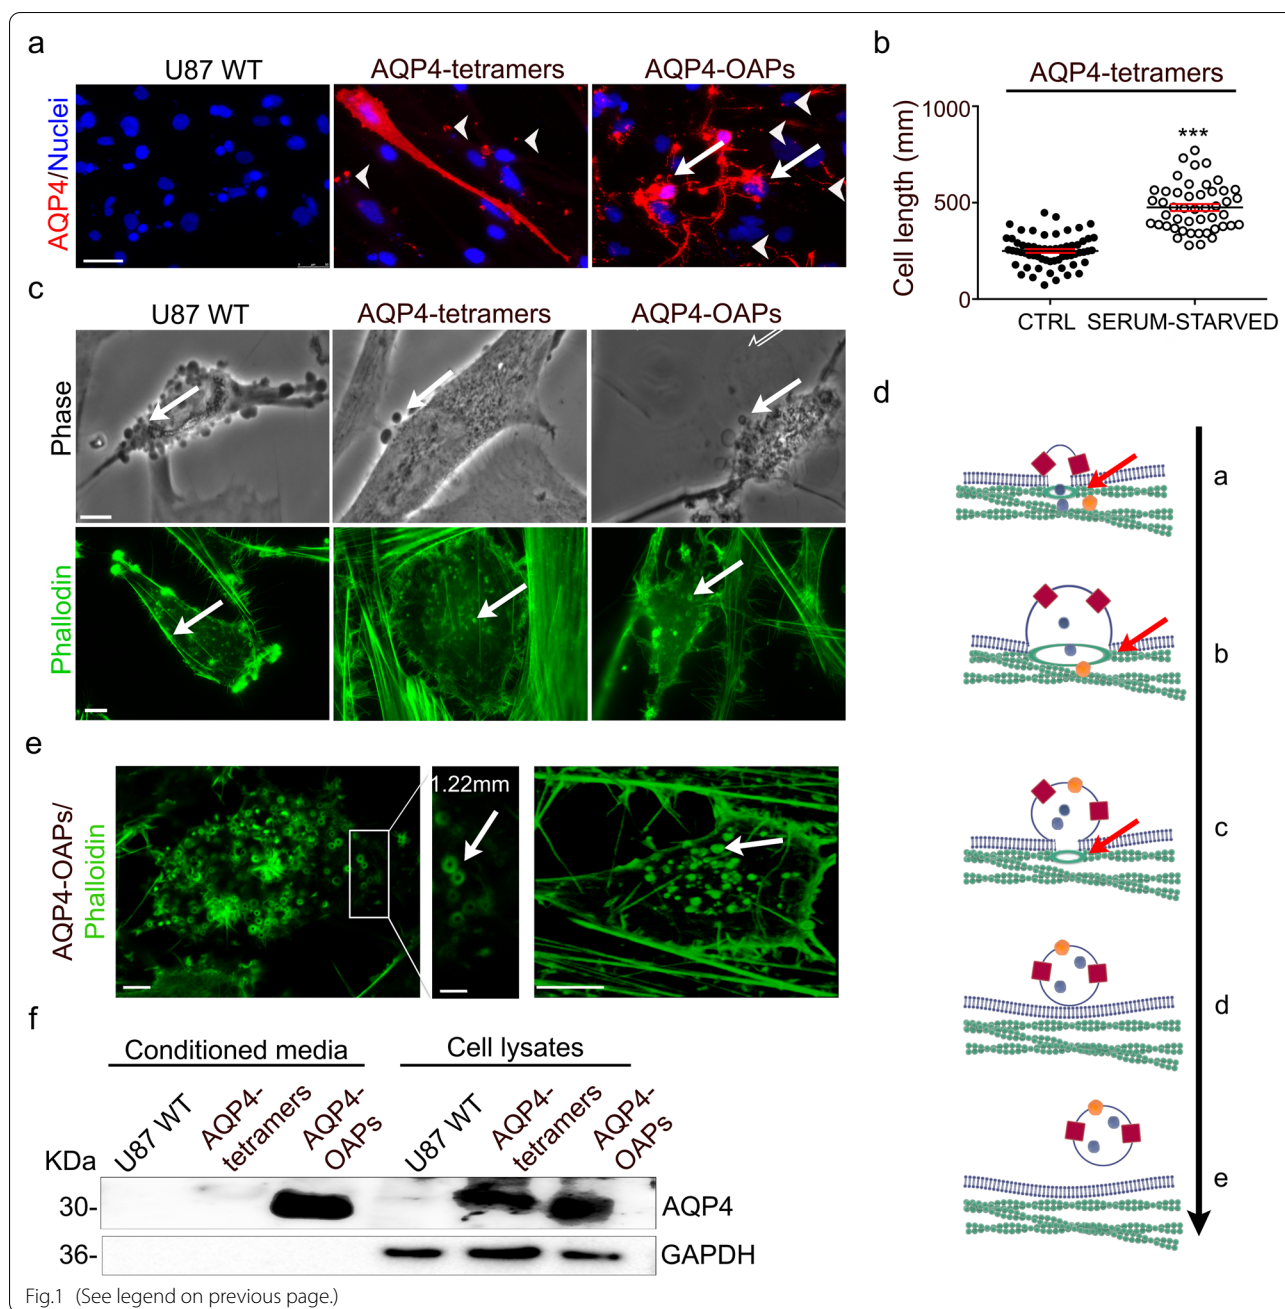 a
U87 WT
AQP4-tetramers
AQP4-OAPs
AQP4/Nuclei
b
AQP4-tetramers
Cell length (mm)
1000
500
0
***
CTRL
SERUM-STARVED
c
U87 WT
AQP4-tetramers
AQP4-OAPs
Phase
Phallodin
d
a
b
c
d
e
e
AQP4-OAPs/
Phalloidin
1.22mm
f
Conditioned media
Cell lysates
U87 WT
AQP4-
tetramers
AQP4-
OAPs
U87 WT
AQP4-
tetramers
AQP4-
OAPs
KDa
30-
AQP4
36-
GAPDH
Fig.1 (See legend on previous page.)